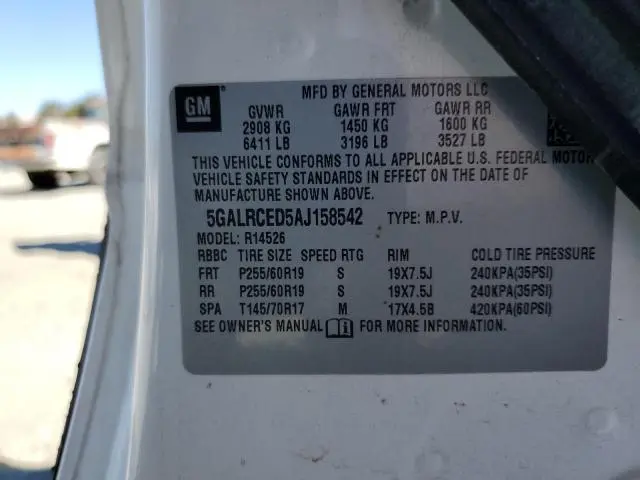 MFD BY GENERAL MOTORS LLC
GM
GVWR GAWR FRT GAWR RR
2908 KG 1450 KG 1600 KG
6411 LB 3196 LB 3527 LB
THIS VEHICLE CONFORMS TO ALL APPLICABLE U.S. FEDERAL MOTOR
VEHICLE SAFETY STANDARDS IN EFFECT ON THE DATE OF
MANUFACTURE SHOWN ABOVE.
5GALRCED5AJ158542 TYPE: M.P.V.
MODEL: R14526
RBBC TIRE SIZE SPEED RTG RIM COLD TIRE PRESSURE
FRT P255/60R19 S 19X7.5J 240KPA(35PSI)
RR P255/60R19 S 19X7.5J 240KPA(35PSI)
SPA T145/70R17 M 17X4.5B 420KPA(60PSI)
SEE OWNER'S MANUAL FOR MORE INFORMATION.